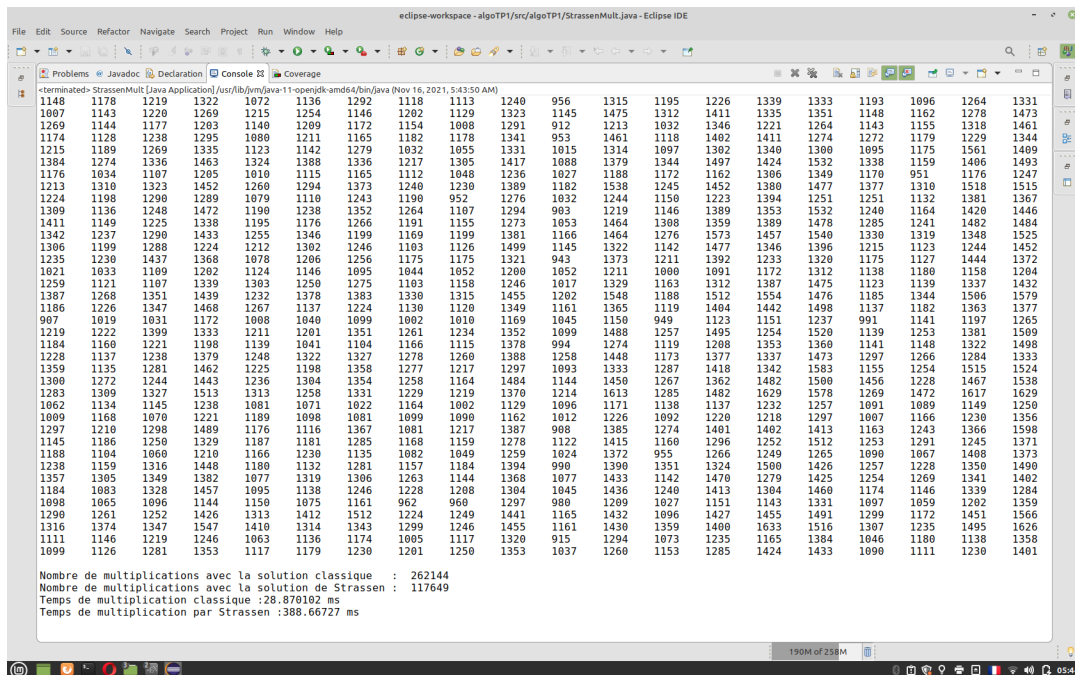 eclipse-workspace - algoTP1/src/algoTP1/StrassenMult.java - Eclipse IDE
File Edit Source Refactor Navigate Search Project Run Window Help
Problems Javadoc Declaration Console Coverage
<terminated> StrassenMult [Java Application] /usr/lib/jvm/java-11-openjdk-amd64/bin/java (Nov 16, 2021, 5:43:50 AM)
1148 1178 1219 1322 1072 1136 1292 1118 1113 1240 956 1315 1195 1226 1339 1333 1193 1096 1264 1331
1007 1143 1220 1269 1215 1254 1146 1202 1129 1323 1145 1475 1312 1411 1335 1351 1148 1162 1278 1473
1269 1144 1177 1203 1140 1209 1172 1154 1008 1291 912 1213 1032 1346 1221 1264 1143 1155 1318 1461
1174 1128 1238 1295 1080 1211 1165 1182 1178 1341 953 1461 1118 1402 1411 1274 1272 1179 1229 1344
1215 1189 1269 1335 1123 1142 1279 1032 1055 1331 1015 1314 1097 1302 1340 1300 1095 1175 1561 1409
1384 1274 1336 1463 1324 1388 1336 1217 1305 1417 1088 1379 1344 1497 1424 1532 1338 1159 1406 1493
1176 1034 1107 1205 1010 1115 1165 1112 1048 1236 1027 1188 1172 1162 1306 1349 1170 951 1176 1247
1213 1310 1323 1452 1260 1294 1373 1240 1230 1389 1182 1538 1245 1452 1380 1477 1377 1310 1518 1515
1224 1198 1290 1289 1079 1110 1243 1190 952 1276 1032 1244 1150 1223 1394 1251 1251 1132 1381 1367
1309 1136 1248 1472 1190 1238 1352 1264 1107 1294 903 1219 1146 1389 1353 1532 1240 1164 1420 1446
1411 1149 1225 1338 1195 1176 1266 1191 1155 1273 1053 1464 1308 1359 1389 1478 1285 1241 1482 1484
1342 1237 1290 1433 1255 1346 1199 1169 1199 1381 1166 1464 1276 1573 1457 1540 1330 1319 1348 1525
1306 1199 1288 1224 1212 1302 1246 1103 1126 1499 1145 1322 1142 1477 1346 1396 1215 1123 1244 1452
1235 1230 1437 1368 1078 1206 1256 1175 1175 1321 943 1373 1211 1392 1233 1320 1175 1127 1444 1372
1021 1033 1109 1202 1124 1146 1095 1044 1052 1200 1052 1211 1000 1091 1172 1312 1138 1180 1158 1204
1259 1121 1107 1339 1303 1250 1275 1103 1158 1246 1017 1329 1163 1312 1387 1475 1123 1139 1337 1432
1387 1268 1351 1439 1232 1378 1383 1330 1315 1455 1202 1548 1188 1512 1554 1476 1185 1344 1506 1579
1186 1226 1347 1468 1267 1137 1224 1130 1120 1349 1161 1365 1119 1404 1442 1498 1137 1182 1363 1377
907 1019 1031 1172 1008 1040 1099 1002 1010 1169 1045 1150 949 1123 1151 1237 991 1141 1197 1265
1219 1222 1399 1333 1211 1201 1351 1261 1234 1352 1099 1488 1257 1495 1254 1520 1139 1253 1381 1509
1184 1160 1221 1198 1139 1041 1104 1166 1115 1378 994 1274 1119 1208 1353 1360 1141 1148 1322 1498
1228 1137 1238 1379 1248 1322 1327 1278 1260 1388 1258 1448 1173 1377 1337 1473 1297 1266 1284 1333
1359 1135 1281 1462 1225 1198 1358 1277 1217 1297 1093 1333 1287 1418 1342 1583 1155 1254 1515 1524
1300 1272 1244 1443 1236 1304 1354 1258 1164 1484 1144 1450 1267 1362 1482 1500 1456 1228 1467 1538
1283 1309 1327 1513 1313 1258 1331 1229 1219 1370 1214 1613 1285 1482 1629 1578 1269 1472 1617 1629
1062 1134 1145 1238 1081 1071 1022 1164 1002 1129 1096 1171 1138 1137 1232 1257 1091 1089 1149 1250
1009 1168 1070 1221 1189 1098 1081 1099 1090 1162 1012 1226 1092 1220 1218 1297 1007 1166 1230 1356
1297 1210 1298 1489 1176 1116 1367 1081 1217 1387 908 1385 1274 1401 1402 1413 1163 1243 1366 1598
1145 1186 1250 1329 1187 1181 1285 1168 1159 1278 1122 1415 1160 1296 1252 1512 1253 1291 1245 1371
1188 1104 1060 1210 1166 1230 1135 1082 1049 1259 1024 1372 955 1266 1249 1265 1090 1067 1408 1373
1238 1159 1316 1448 1180 1132 1281 1157 1184 1394 990 1390 1351 1324 1500 1426 1257 1228 1350 1490
1357 1305 1349 1382 1077 1319 1306 1263 1144 1368 1077 1433 1142 1470 1279 1425 1254 1269 1341 1402
1184 1083 1328 1457 1095 1138 1246 1228 1208 1304 1045 1436 1240 1413 1304 1460 1174 1146 1339 1284
1098 1065 1096 1144 1150 1075 1161 962 960 1297 980 1209 1027 1151 1143 1331 1097 1059 1202 1359
1290 1261 1252 1426 1313 1412 1512 1224 1249 1441 1165 1432 1096 1427 1455 1491 1299 1172 1451 1566
1316 1374 1347 1547 1410 1314 1343 1299 1246 1455 1161 1430 1359 1400 1633 1516 1307 1235 1495 1626
1111 1146 1219 1246 1063 1136 1174 1005 1117 1320 915 1294 1073 1235 1165 1384 1046 1180 1138 1358
1099 1126 1281 1353 1117 1179 1230 1201 1250 1353 1037 1260 1153 1285 1424 1433 1090 1111 1230 1401
Nombre de multiplications avec la solution classique : 262144
Nombre de multiplications avec la solution de Strassen : 117649
Temps de multiplication classique :28.870102 ms
Temps de multiplication par Strassen :388.66727 ms
190M of 258M